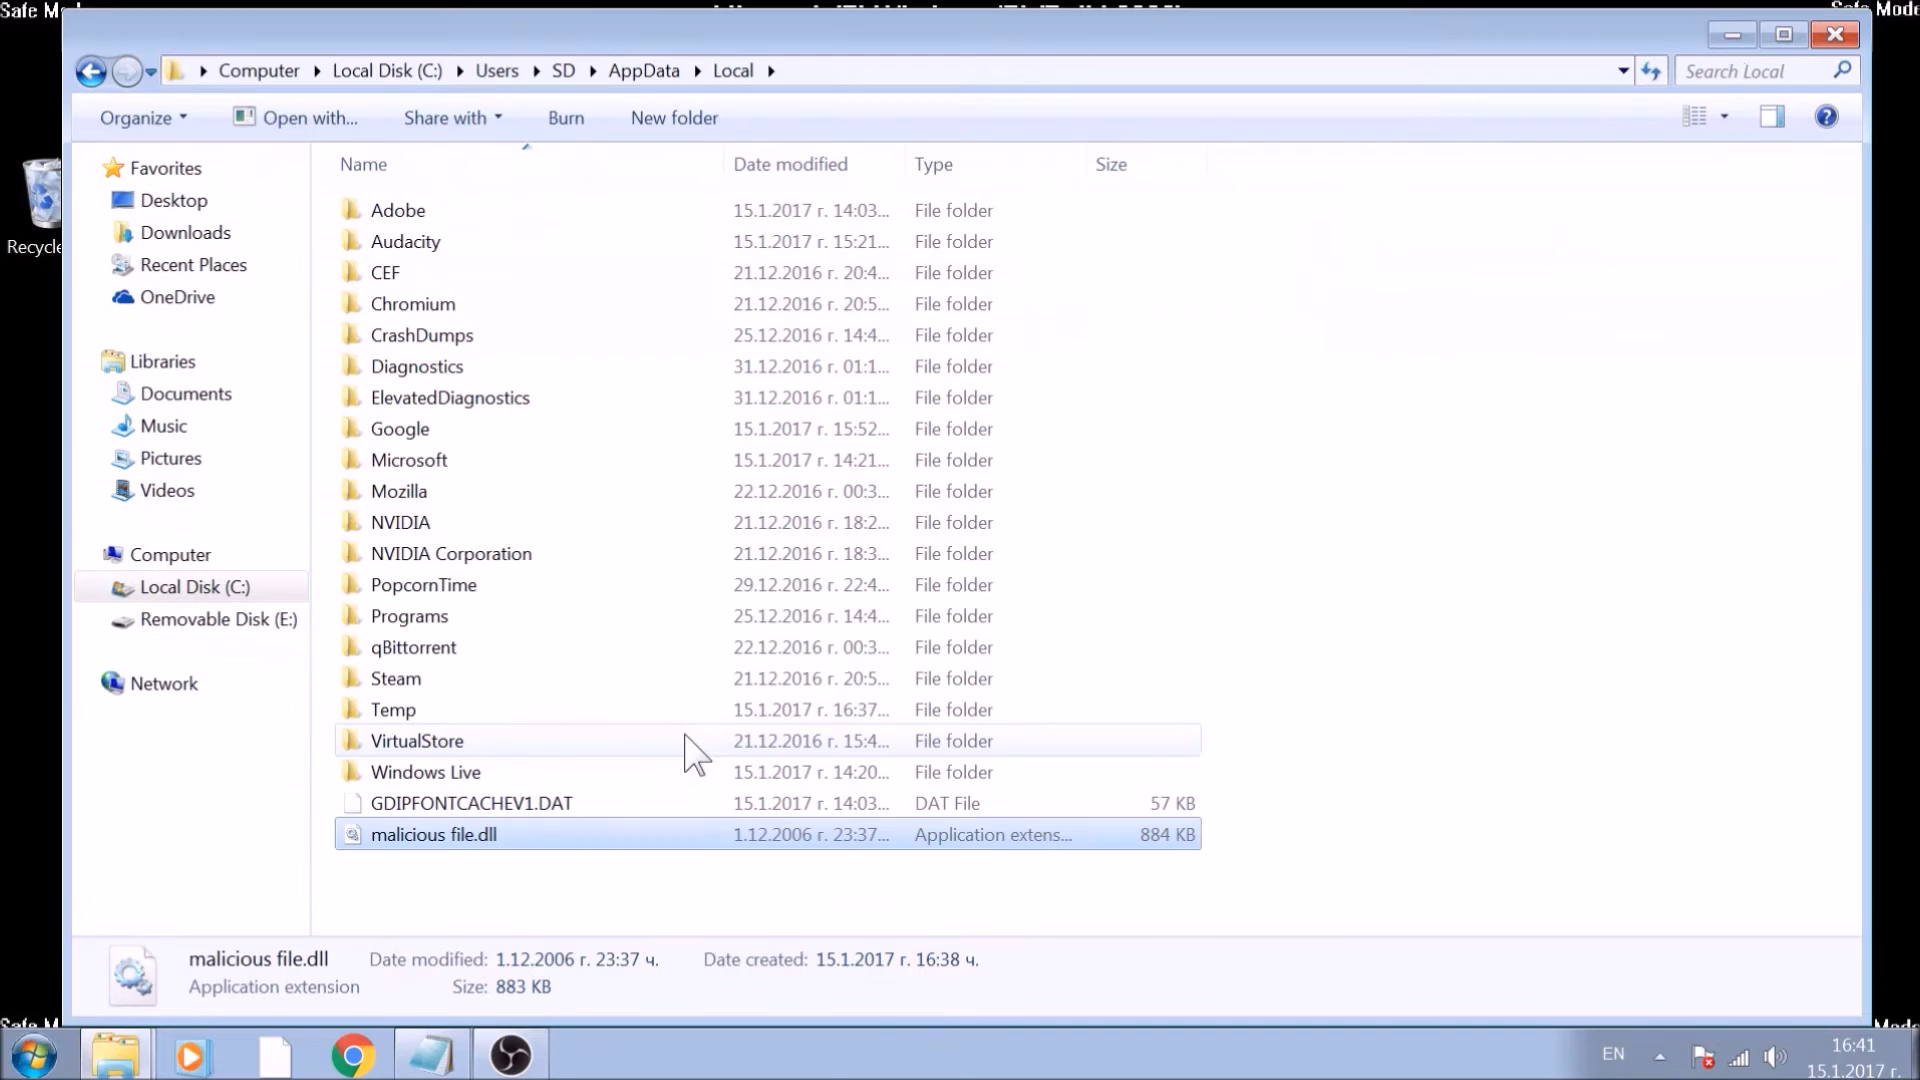 Safe Mode
Computer Local Disk (C:) Users SD AppData Local
Search Local
Organize Open with... Share with Burn New folder
Name Date modified Type Size
Favorites
Desktop
Downloads
Recent Places
OneDrive
Libraries
Documents
Music
Pictures
Videos
Computer
Local Disk (C:)
Removable Disk (E:)
Network
Adobe 15.1.2017 г. 14:03... File folder
Audacity 15.1.2017 г. 15:21... File folder
CEF 21.12.2016 г. 20:4... File folder
Chromium 21.12.2016 г. 20:5... File folder
CrashDumps 25.12.2016 г. 14:4... File folder
Diagnostics 31.12.2016 г. 01:1... File folder
ElevatedDiagnostics 31.12.2016 г. 01:1... File folder
Google 15.1.2017 г. 15:52... File folder
Microsoft 15.1.2017 г. 14:21... File folder
Mozilla 22.12.2016 г. 00:3... File folder
NVIDIA 21.12.2016 г. 18:2... File folder
NVIDIA Corporation 21.12.2016 г. 18:3... File folder
PopcornTime 29.12.2016 г. 22:4... File folder
Programs 25.12.2016 г. 14:4... File folder
qBittorrent 22.12.2016 г. 00:3... File folder
Steam 21.12.2016 г. 20:5... File folder
Temp 15.1.2017 г. 16:37... File folder
VirtualStore 21.12.2016 г. 15:4... File folder
Windows Live 15.1.2017 г. 14:20... File folder
GDIPFONTCACHEV1.DAT 15.1.2017 г. 14:03... DAT File 57 KB
malicious file.dll 1.12.2006 г. 23:37... Application extens... 884 KB
Recycle
malicious file.dll Date modified: 1.12.2006 г. 23:37 ч. Date created: 15.1.2017 г. 16:38 ч.
Application extension Size: 883 KB
EN
16:41
15.1.2017 г.